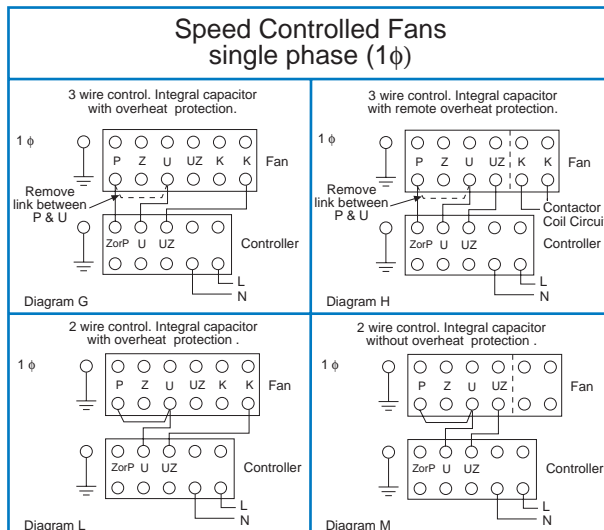 Speed Controlled Fans
single phase (1ϕ)
3 wire control. Integral capacitor
with overheat protection.
1 ϕ
P Z U UZ K K
Fan
Remove
link between
P & U
ZorP U UZ
Controller
L
N
Diagram G
3 wire control. Integral capacitor
with remote overheat protection.
1 ϕ
P Z U UZ K K
Fan
Remove
link between
P & U
Contactor
Coil Circui
ZorP U UZ
Controller
L
N
Diagram H
2 wire control. Integral capacitor
with overheat protection .
1 ϕ
P Z U UZ K K
Fan
ZorP U UZ
Controller
L
N
Diagram L
2 wire control. Integral capacitor
without overheat protection .
1 ϕ
P Z U UZ
Fan
ZorP U UZ
Controller
L
N
Diagram M